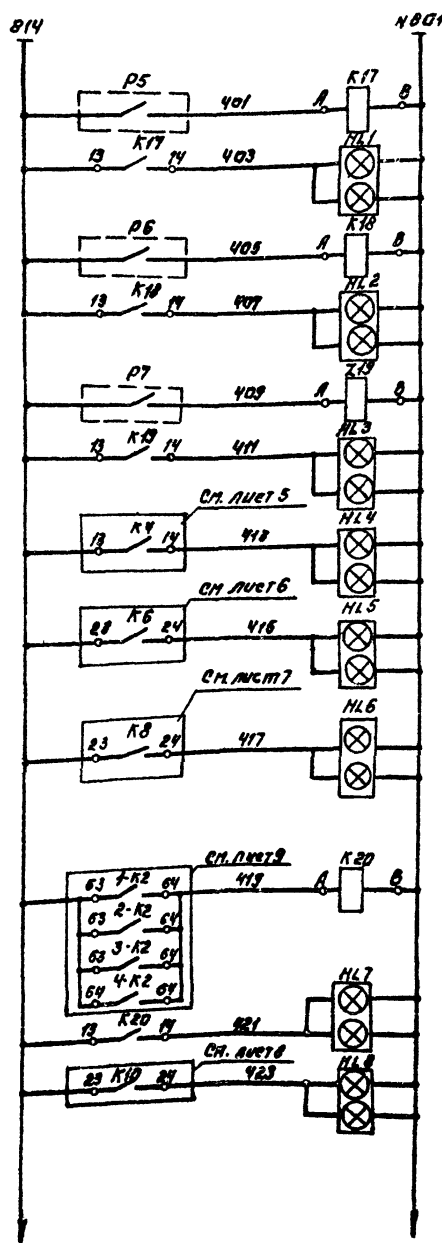 814 N801
P5 401 A K17 B
13 K17 14 403 HL1
P6 405 A K18 B
13 K18 14 407 HL2
P7 409 A Z19 B
13 K19 14 411 HL3
См. лист 5
13 K4 14 413 HL4
См. лист 6
23 K6 24 415 HL5
См. лист 7
23 K8 24 417 HL6
См. лист 9
63 1-K2 64 419 A K20 B
63 2-K2 64
63 3-K2 64
64 4-K2 64
13 K20 14 421 HL7
См. лист 8
23 K10 24 423 HL8